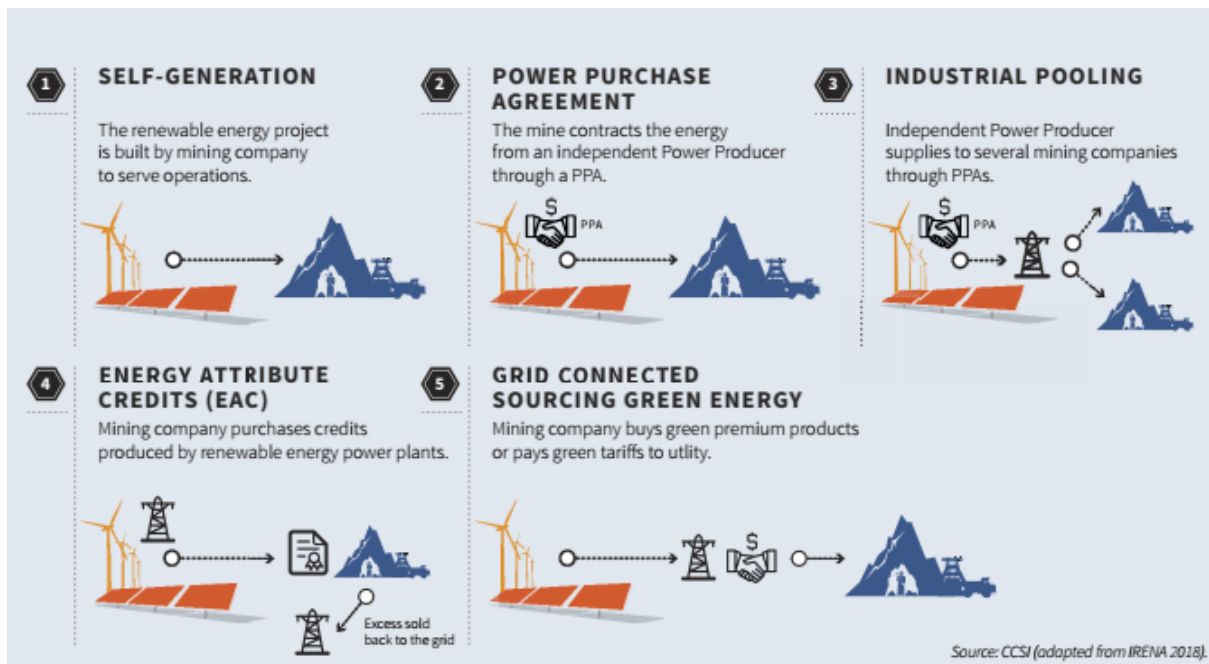 1
SELF-GENERATION
The renewable energy project
is built by mining company
to serve operations.
2
POWER PURCHASE
AGREEMENT
The mine contracts the energy
from an independent Power Producer
through a PPA.
$
PPA
3
INDUSTRIAL POOLING
Independent Power Producer
supplies to several mining companies
through PPAs.
$
PPA
4
ENERGY ATTRIBUTE
CREDITS (EAC)
Mining company purchases credits
produced by renewable energy power plants.
Excess sold
back to the grid
5
GRID CONNECTED
SOURCING GREEN ENERGY
Mining company buys green premium products
or pays green tariffs to utlity.
$
Source: CCSI (adapted from IRENA 2018).